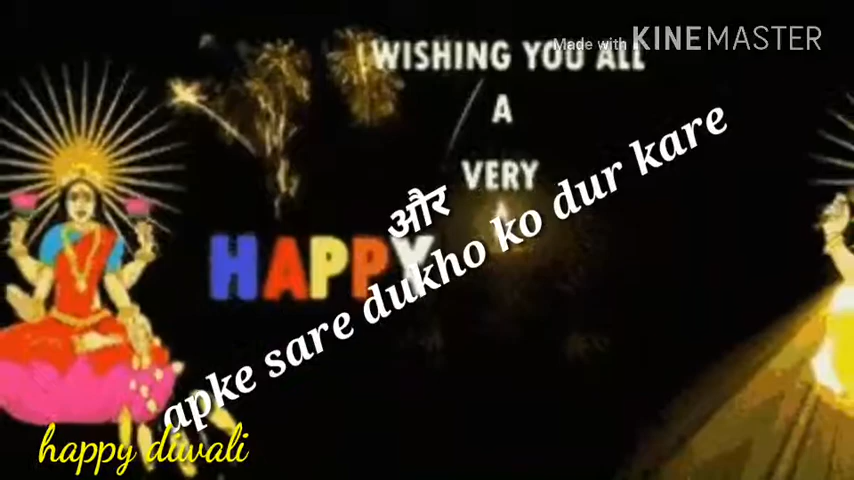 Made with KINEMASTER
WISHING YOU ALL
A
VERY
HAPPY
और
apke sare dukho ko dur kare
happy diwali